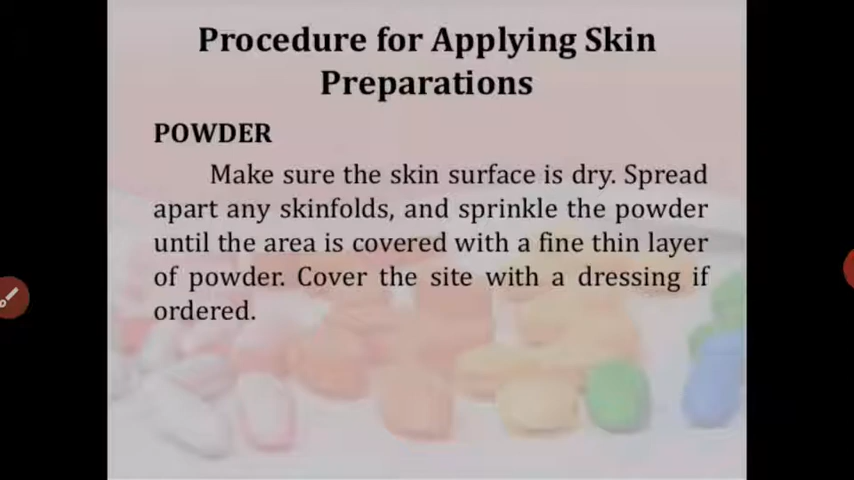 Procedure for Applying Skin
Preparations
POWDER
Make sure the skin surface is dry. Spread
apart any skinfolds, and sprinkle the powder
until the area is covered with a fine thin layer
of powder. Cover the site with a dressing if
ordered.